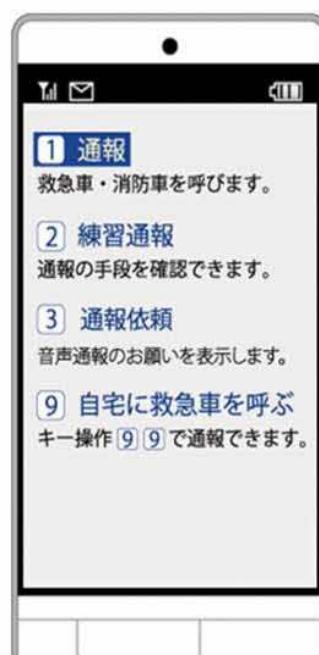 1 通報
救急車・消防車を呼びます。
2 練習通報
通報の手段を確認できます。
3 通報依頼
音声通報のお願いを表示します。
9 自宅に救急車を呼ぶ
キー操作99で通報できます。